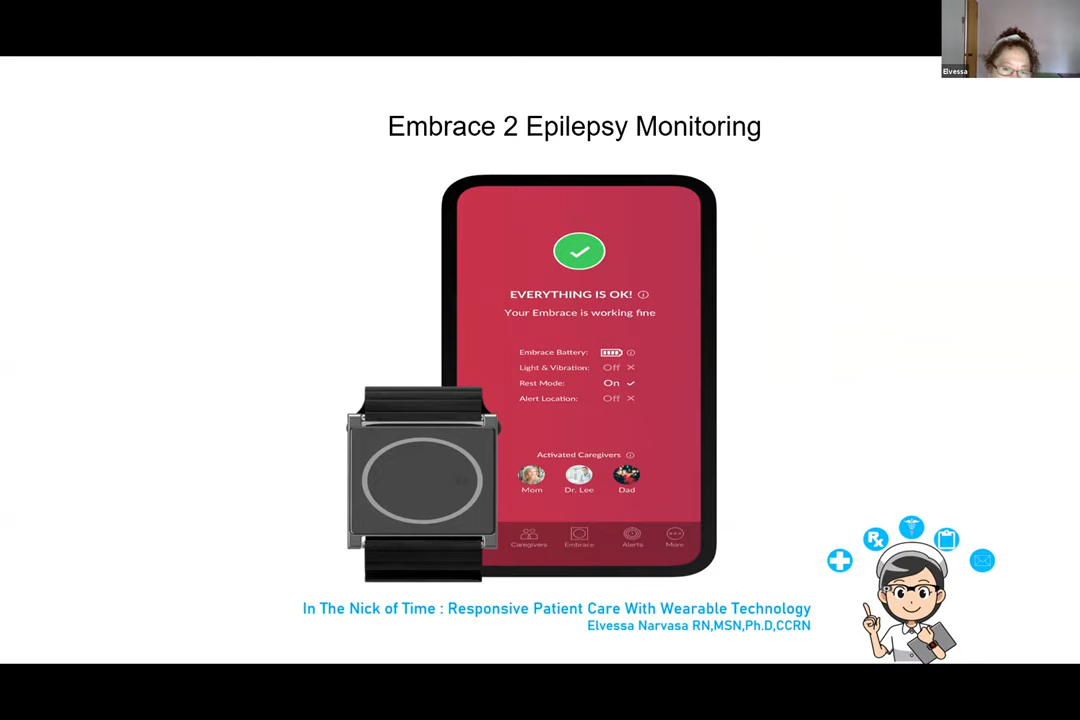 Elvessa
Embrace 2 Epilepsy Monitoring
EVERYTHING IS OK!
Your Embrace is working fine
Embrace Battery:
Light & Vibration: Off
Rest Mode: On
Alert Location: Off
Activated Caregivers
Mom Dr. Lee Dad
Caregivers Embrace Alerts More
Rx
In The Nick of Time : Responsive Patient Care With Wearable Technology
Elvessa Narvasa RN,MSN,Ph.D,CCRN